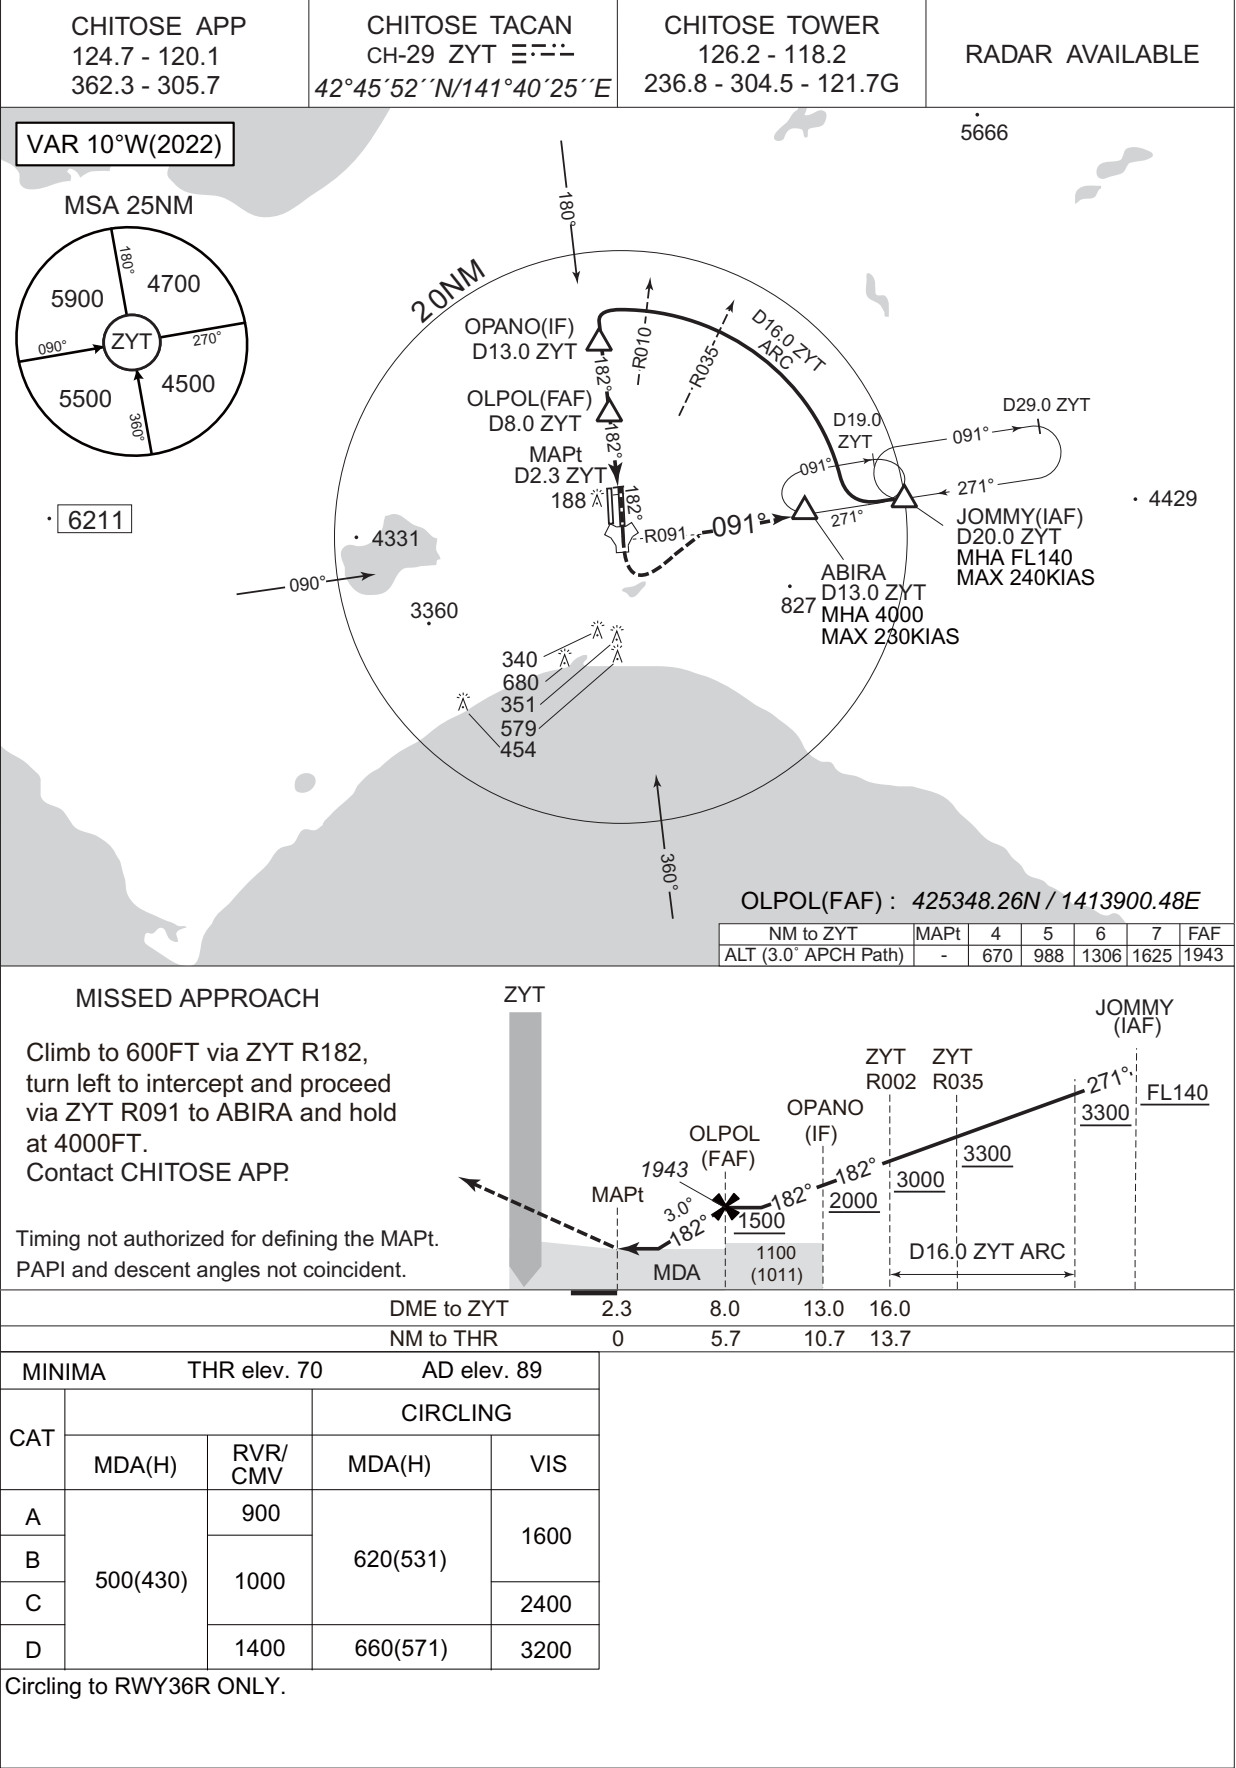 CHITOSE APP
124.7 - 120.1
362.3 - 305.7
CHITOSE TACAN
CH-29 ZYT
42°45´52´´N/141°40´25´´E
CHITOSE TOWER
126.2 - 118.2
236.8 - 304.5 - 121.7G
RADAR AVAILABLE
VAR 10°W(2022)
MSA 25NM
180°
5900
4700
ZYT
090°
270°
5500
4500
360°
5666
180°
20NM
OPANO(IF)
D13.0 ZYT
R010
R035
D16.0 ZYT
ARC
182°
OLPOL(FAF)
D8.0 ZYT
182°
MAPt
D2.3 ZYT
188
182°
D19.0
ZYT
D29.0 ZYT
091°
091°
271°
R091
091°
271°
JOMMY(IAF)
D20.0 ZYT
MHA FL140
MAX 240KIAS
4429
6211
4331
090°
3360
827
ABIRA
D13.0 ZYT
MHA 4000
MAX 230KIAS
340
680
351
579
454
360°
OLPOL(FAF) : 425348.26N / 1413900.48E
NM to ZYT MAPt 4 5 6 7 FAF
ALT (3.0° APCH Path) - 670 988 1306 1625 1943
MISSED APPROACH
Climb to 600FT via ZYT R182,
turn left to intercept and proceed
via ZYT R091 to ABIRA and hold
at 4000FT.
Contact CHITOSE APP.
Timing not authorized for defining the MAPt.
PAPI and descent angles not coincident.
ZYT
MAPt
1943
3.0°
182°
OLPOL
(FAF)
182°
1500
OPANO
(IF)
182°
2000
ZYT
R002
3000
ZYT
R035
3300
JOMMY
(IAF)
271°
3300
FL140
MDA
1100
(1011)
D16.0 ZYT ARC
DME to ZYT 2.3 8.0 13.0 16.0
NM to THR 0 5.7 10.7 13.7
MINIMA THR elev. 70 AD elev. 89
CAT
CIRCLING
MDA(H)
RVR/
CMV
MDA(H)
VIS
A
B
C
D
500(430)
900
1000
1400
620(531)
660(571)
1600
2400
3200
Circling to RWY36R ONLY.